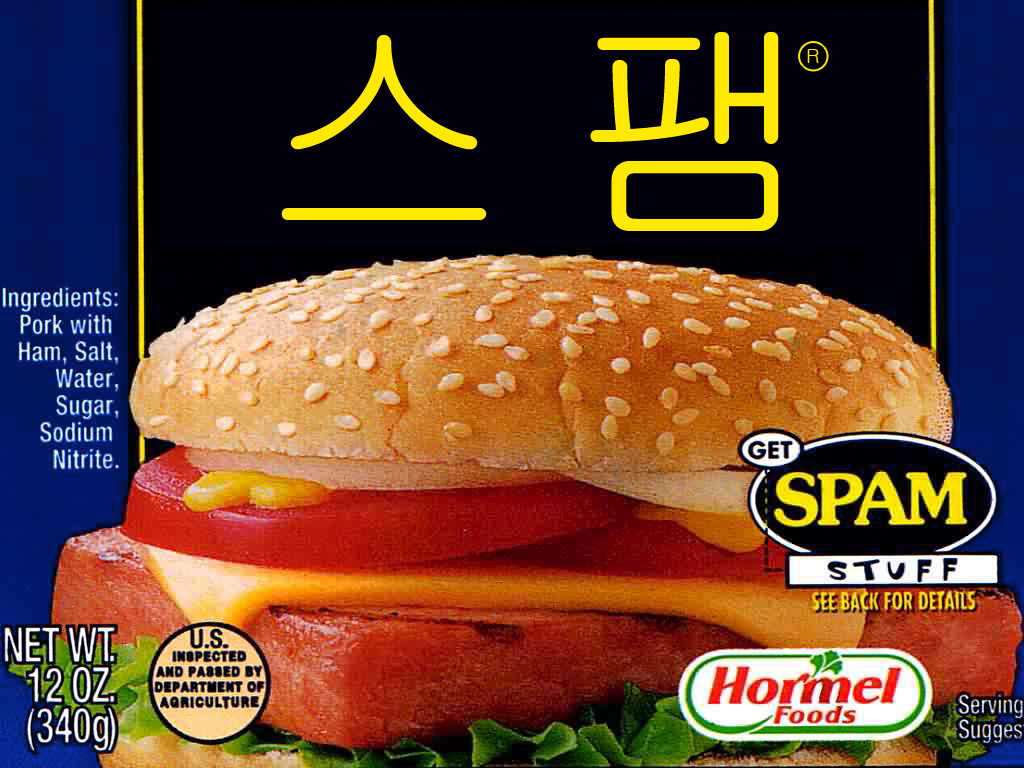 스팸®
Ingredients:
Pork with
Ham, Salt,
Water,
Sugar,
Sodium
Nitrite.
GET
SPAM
STUFF
SEE BACK FOR DETAILS
NET WT.
12 OZ.
(340g)
U.S.
INSPECTED
AND PASSED BY
DEPARTMENT OF
AGRICULTURE
Hormel
Foods
Serving
Sugges